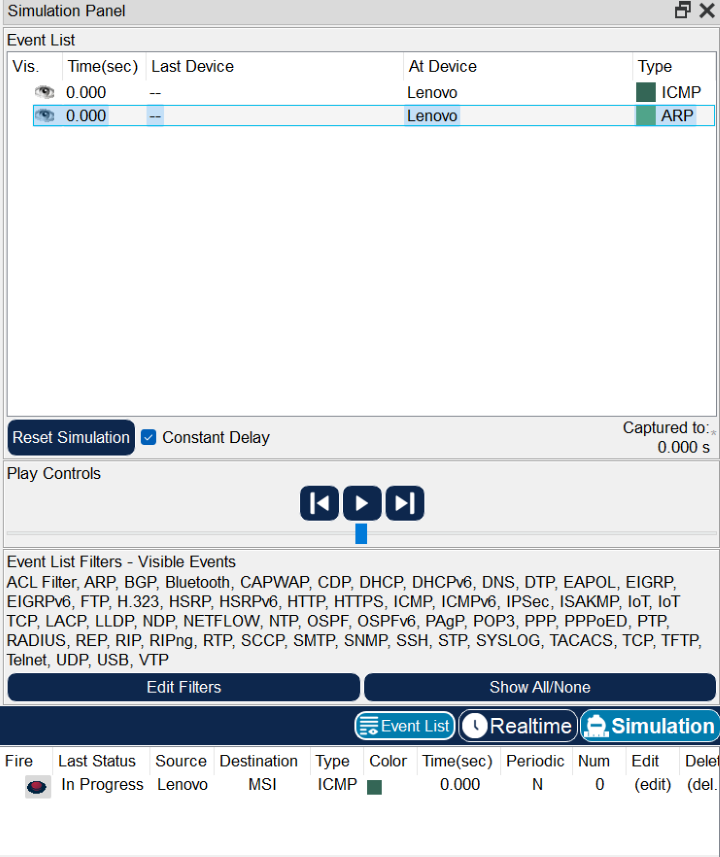 Simulation Panel
Event List
Vis. Time(sec) Last Device At Device Type
0.000 -- Lenovo ICMP
0.000 -- Lenovo ARP
Reset Simulation Constant Delay Captured to:
0.000 s
Play Controls
Event List Filters - Visible Events
ACL Filter, ARP, BGP, Bluetooth, CAPWAP, CDP, DHCP, DHCPv6, DNS, DTP, EAPOL, EIGRP,
EIGRPv6, FTP, H.323, HSRP, HSRPv6, HTTP, HTTPS, ICMP, ICMPv6, IPSec, ISAKMP, IoT, IoT
TCP, LACP, LLDP, NDP, NETFLOW, NTP, OSPF, OSPFv6, PAgP, POP3, PPP, PPPoED, PTP,
RADIUS, REP, RIP, RIPng, RTP, SCCP, SMTP, SNMP, SSH, STP, SYSLOG, TACACS, TCP, TFTP,
Telnet, UDP, USB, VTP
Edit Filters Show All/None
Event List Realtime Simulation
Fire Last Status Source Destination Type Color Time(sec) Periodic Num Edit Delet
In Progress Lenovo MSI ICMP 0.000 N 0 (edit) (del.